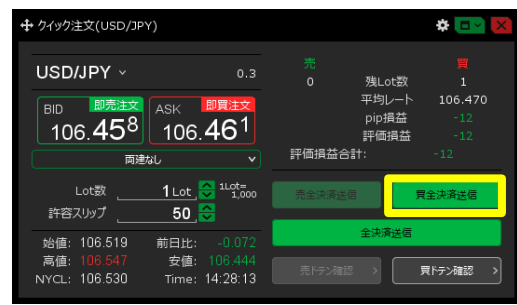 クイック注文(USD/JPY)
USD/JPY
0.3
BID 即売注文
106.458
ASK 即買注文
106.461
両建なし
Lot数 1 Lot 1Lot=1,000
許容スリップ 50
始値: 106.519 前日比: -0.072
高値: 106.547 安値: 106.444
NYCL: 106.530 Time: 14:28:13
売 買
0 残Lot数 1
平均レート 106.470
pip損益 -12
評価損益 -12
評価損益合計: -12
売全決済送信 買全決済送信
全決済送信
売ドテン確認 > 買ドテン確認 >